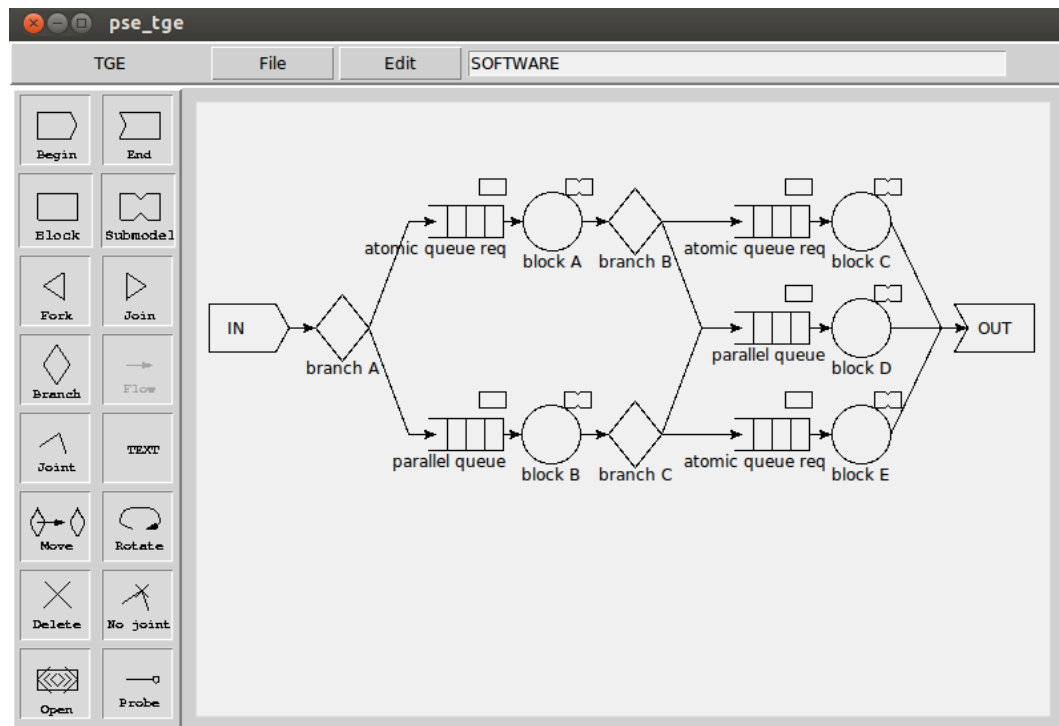 pse_tge
TGE File Edit SOFTWARE
Begin End
Block Submodel
Fork Join
Branch Flow
Joint TEXT
Move Rotate
Delete No joint
Open Probe
atomic queue req block A branch B atomic queue req block C
IN branch A parallel queue block D OUT
parallel queue block B branch C atomic queue req block E